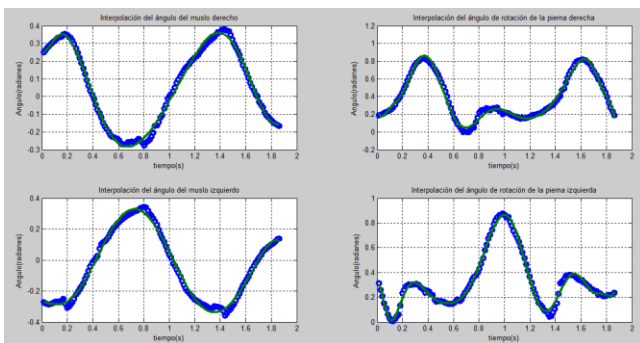 Interpolación del ángulo del muslo derecho
0.4
0.3
0.2
0.1
0
-0.1
-0.2
-0.3
Angulo(radianes)
0 0.2 0.4 0.6 0.8 1 1.2 1.4 1.6 1.8 2
tiempo(s)
Interpolación del ángulo de rotación de la pierna derecha
1.2
1
0.8
0.6
0.4
0.2
0
Angulo(radianes)
0 0.2 0.4 0.6 0.8 1 1.2 1.4 1.6 1.8 2
tiempo(s)
Interpolación del ángulo del muslo izquierdo
0.4
0.2
0
-0.2
-0.4
Angulo(radianes)
0 0.2 0.4 0.6 0.8 1 1.2 1.4 1.6 1.8 2
tiempo(s)
Interpolación del ángulo de rotación de la pierna izquierda
1
0.8
0.6
0.4
0.2
0
Angulo(radianes)
0 0.2 0.4 0.6 0.8 1 1.2 1.4 1.6 1.8 2
tiempo(s)